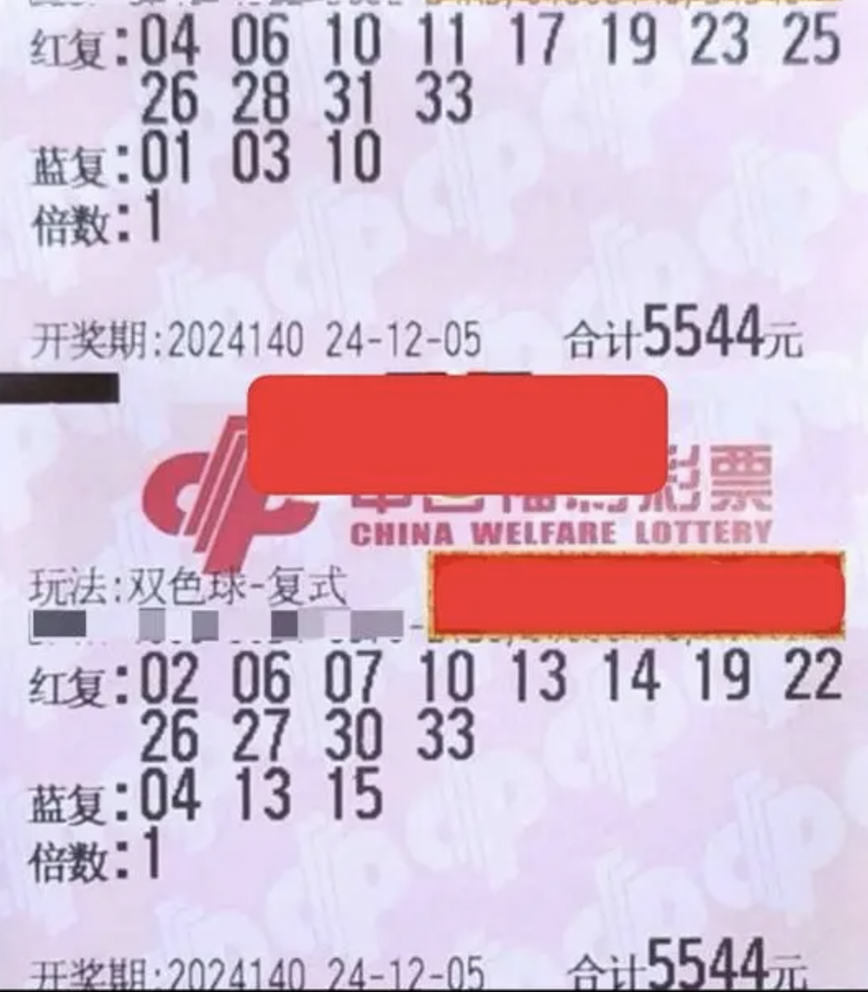 红复:04 06 10 11 17 19 23 25
26 28 31 33
蓝复:01 03 10
倍数:1
开奖期:2024140 24-12-05 合计5544元
彩票
CHINA WELFARE LOTTERY
玩法:双色球-复式
红复:02 06 07 10 13 14 19 22
26 27 30 33
蓝复:04 13 15
倍数:1
开奖期:2024140 24-12-05 合计5544元